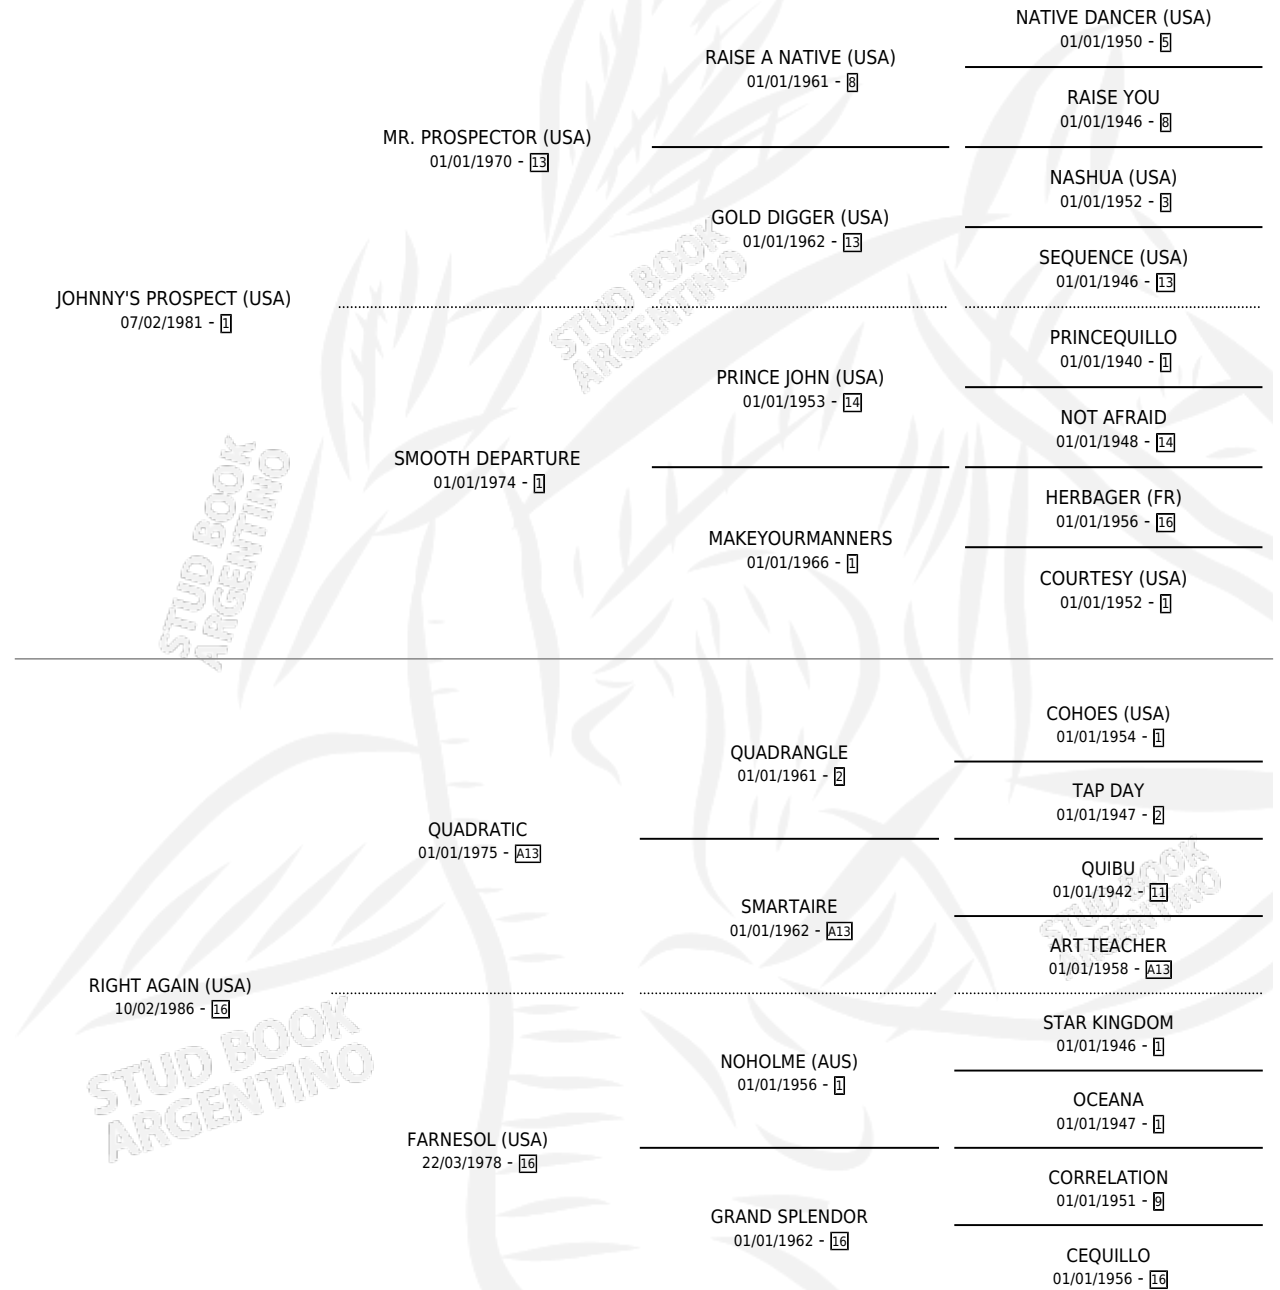 JOHNNY'S PROSPECT (USA)
07/02/1981 - 1
MR. PROSPECTOR (USA)
01/01/1970 - 13
SMOOTH DEPARTURE
01/01/1974 - 1
RAISE A NATIVE (USA)
01/01/1961 - 8
GOLD DIGGER (USA)
01/01/1962 - 13
PRINCE JOHN (USA)
01/01/1953 - 14
MAKEYOURMANNERS
01/01/1966 - 1
NATIVE DANCER (USA)
01/01/1950 - 5
RAISE YOU
01/01/1946 - 8
NASHUA (USA)
01/01/1952 - 3
SEQUENCE (USA)
01/01/1946 - 13
PRINCEQUILLO
01/01/1940 - 1
NOT AFRAID
01/01/1948 - 14
HERBAGER (FR)
01/01/1956 - 16
COURTESY (USA)
01/01/1952 - 1
STUD BOOK
ARGENTINO
STUD BOOK
ARGENTINO
RIGHT AGAIN (USA)
10/02/1986 - 16
QUADRATIC
01/01/1975 - A13
FARNESOL (USA)
22/03/1978 - 16
QUADRANGLE
01/01/1961 - 2
SMARTAIRE
01/01/1962 - A13
NOHOLME (AUS)
01/01/1956 - 1
GRAND SPLENDOR
01/01/1962 - 16
COHOES (USA)
01/01/1954 - 1
TAP DAY
01/01/1947 - 2
QUIBU
01/01/1942 - 11
ART TEACHER
01/01/1958 - A13
STAR KINGDOM
01/01/1946 - 1
OCEANA
01/01/1947 - 1
CORRELATION
01/01/1951 - 9
CEQUILLO
01/01/1956 - 16
STUD BOOK
ARGENTINO
STUD BOOK
ARGENTINO